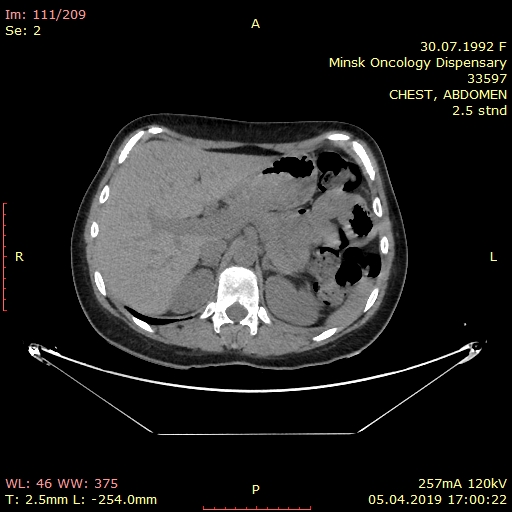 Im: 111/209
Se: 2
A
30.07.1992 F
Minsk Oncology Dispensary
33597
CHEST, ABDOMEN
2.5 stnd
R
L
WL: 46 WW: 375
T: 2.5mm L: -254.0mm
P
257mA 120kV
05.04.2019 17:00:22